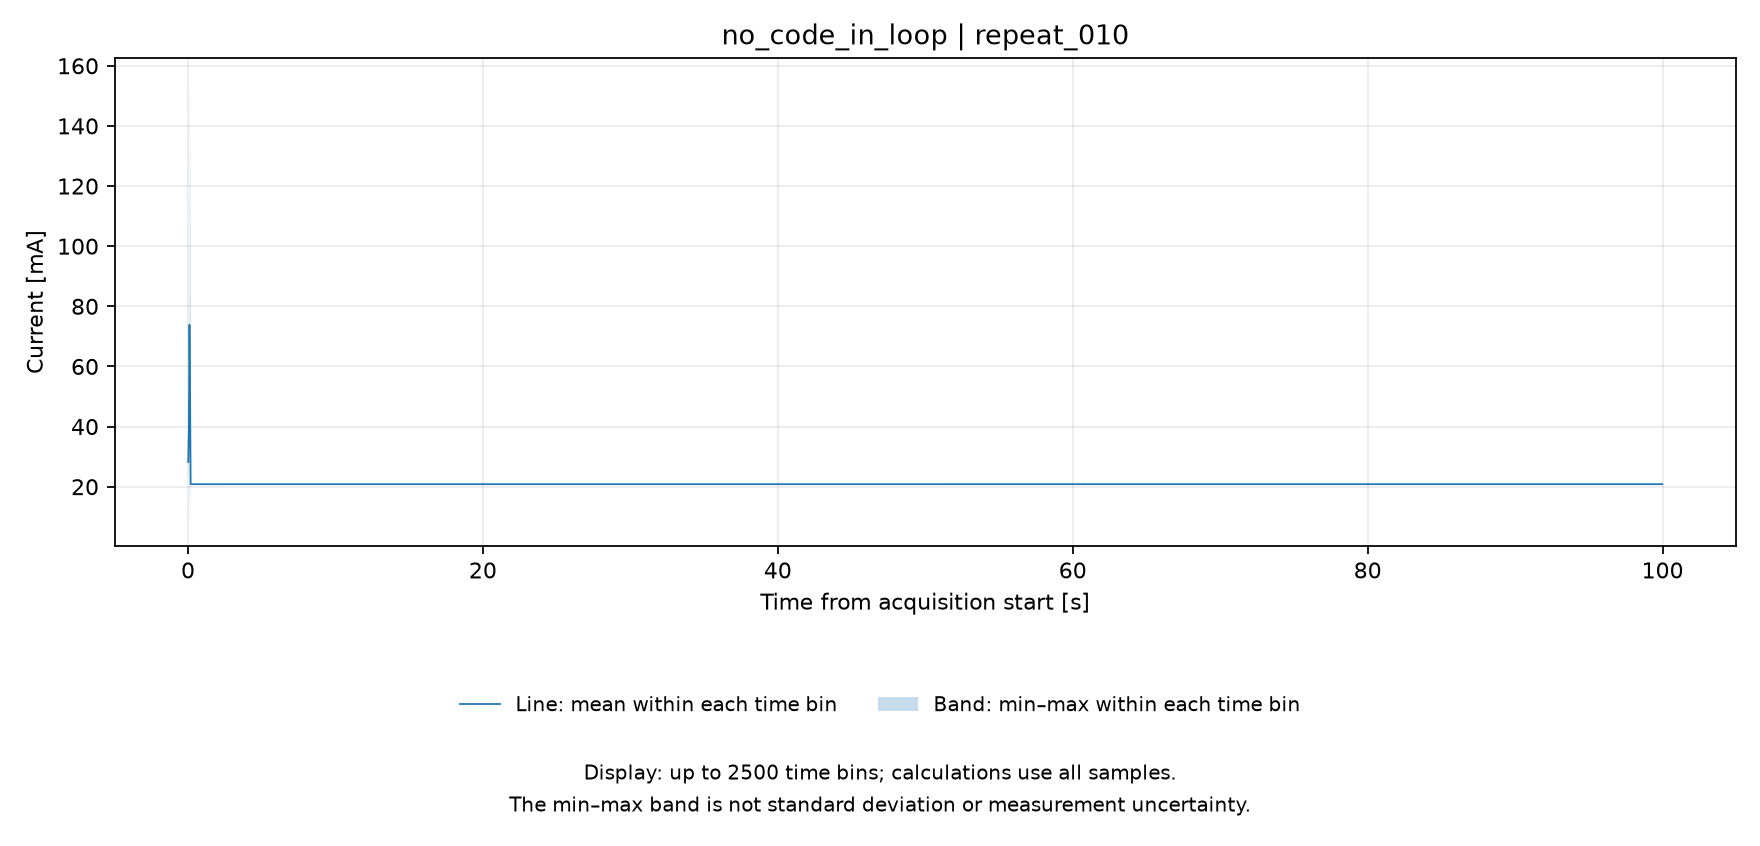 no_code_in_loop | repeat_010
160
140
120
100
80
60
40
20
Current [mA]
0 20 40 60 80 100
Time from acquisition start [s]
Line: mean within each time bin Band: min–max within each time bin
Display: up to 2500 time bins; calculations use all samples.
The min–max band is not standard deviation or measurement uncertainty.